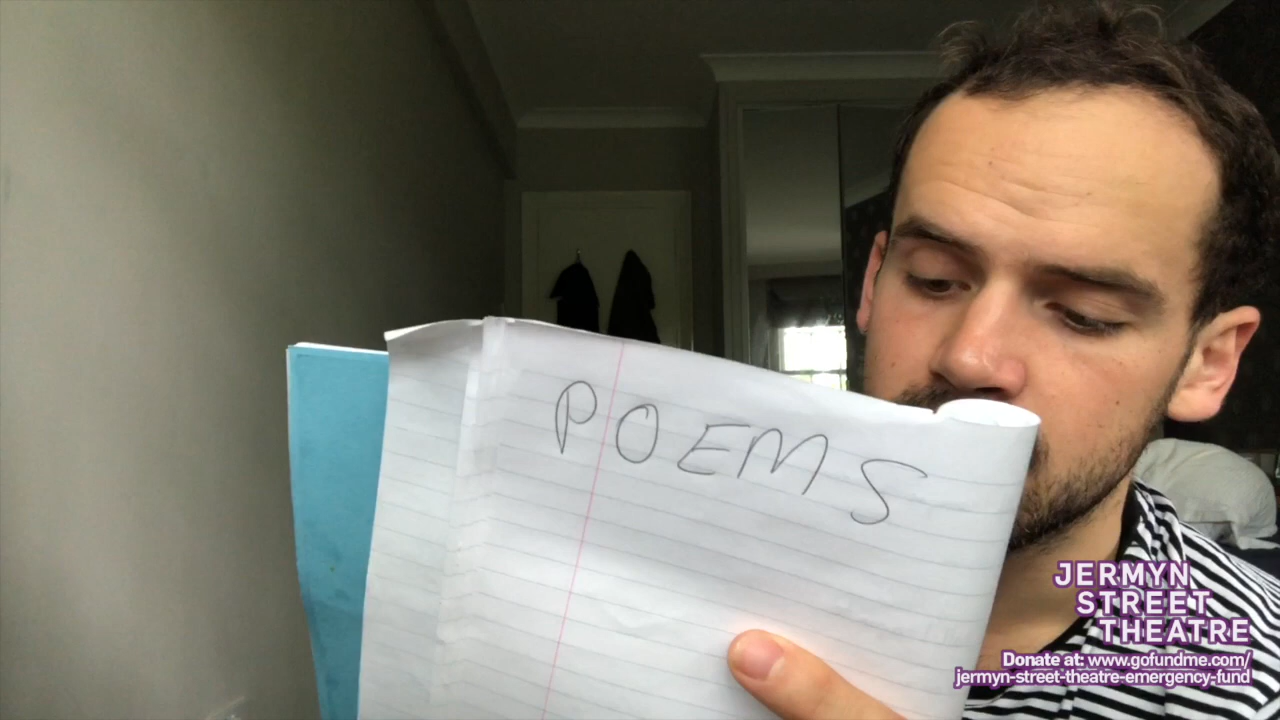 POEMS
JERMYN
STREET
THEATRE
Donate at: www.gofundme.com/
jermyn-street-theatre-emergency-fund